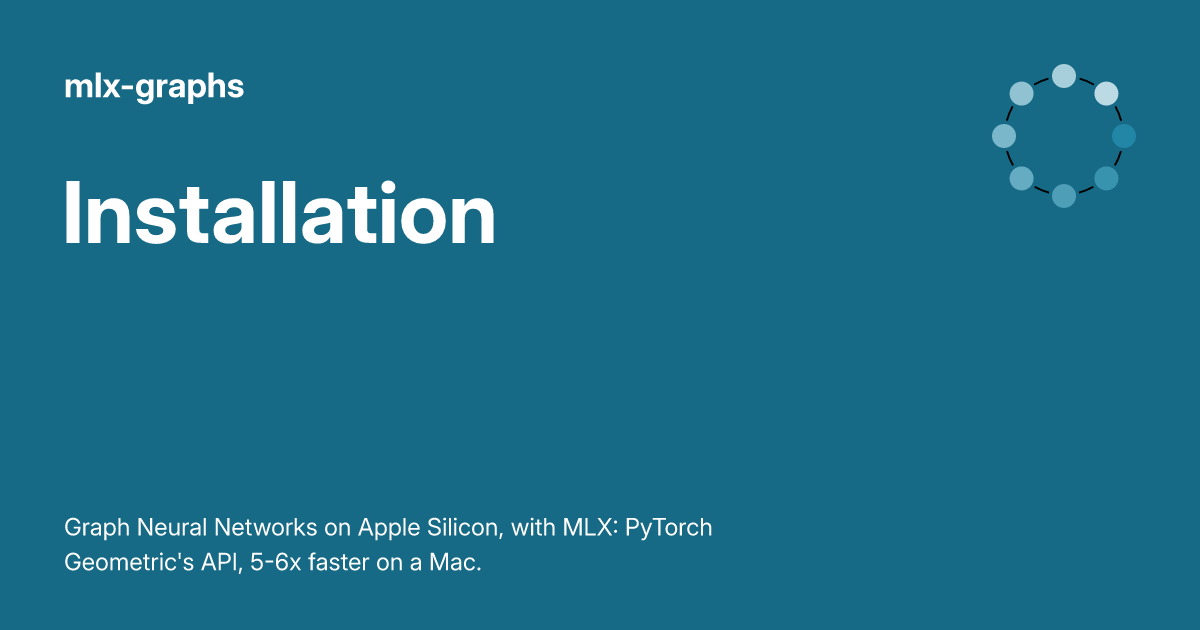 mlx-graphs
Installation
Graph Neural Networks on Apple Silicon, with MLX: PyTorch
Geometric's API, 5-6x faster on a Mac.